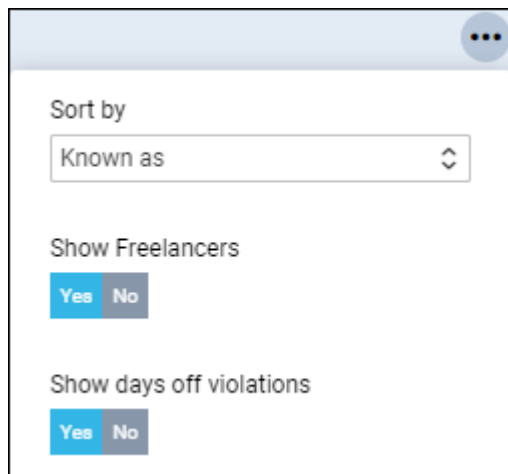 Sort by
Known as
Show Freelancers
Yes No
Show days off violations
Yes No